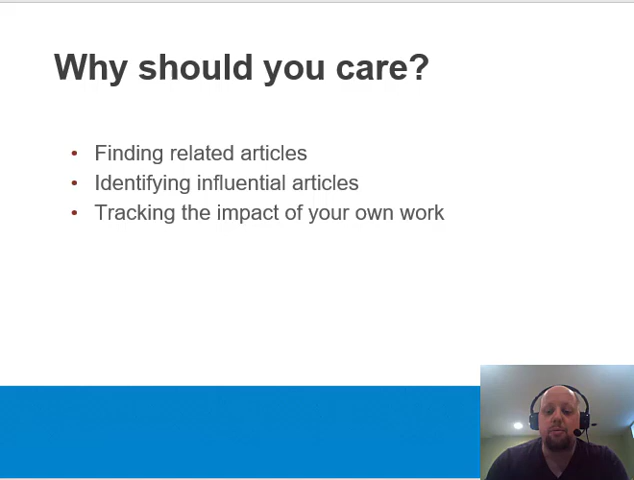 Why should you care?
• Finding related articles
• Identifying influential articles
• Tracking the impact of your own work